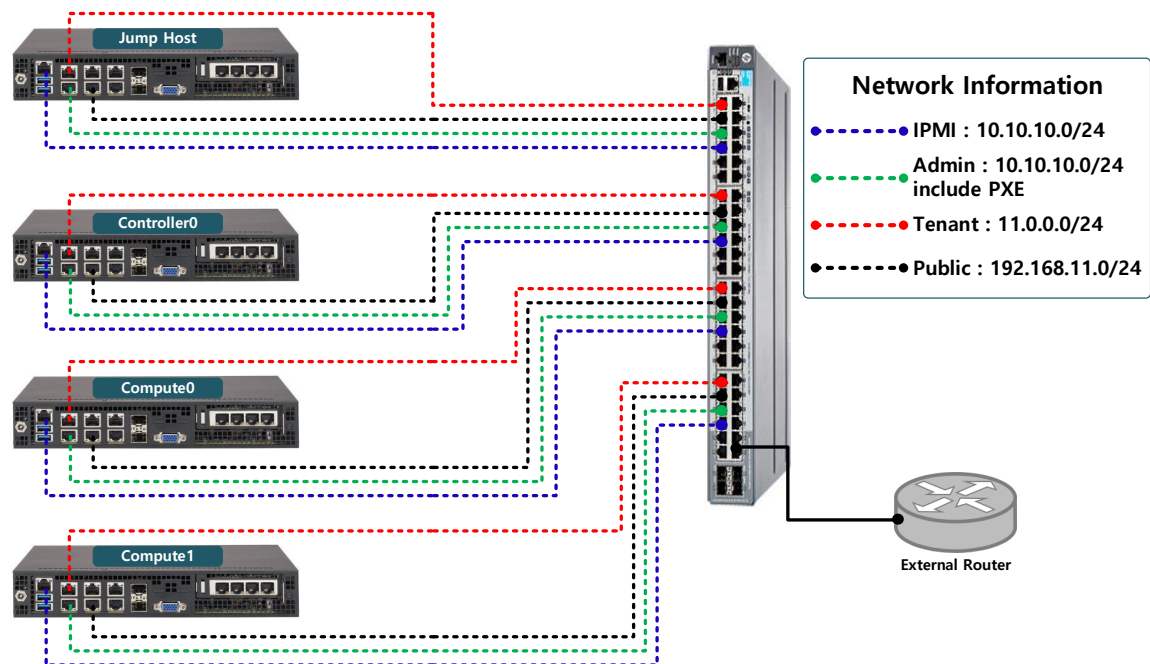 Jump Host
Controller0
Compute0
Compute1
Network Information
IPMI : 10.10.10.0/24
Admin : 10.10.10.0/24
include PXE
Tenant : 11.0.0.0/24
Public : 192.168.11.0/24
External Router